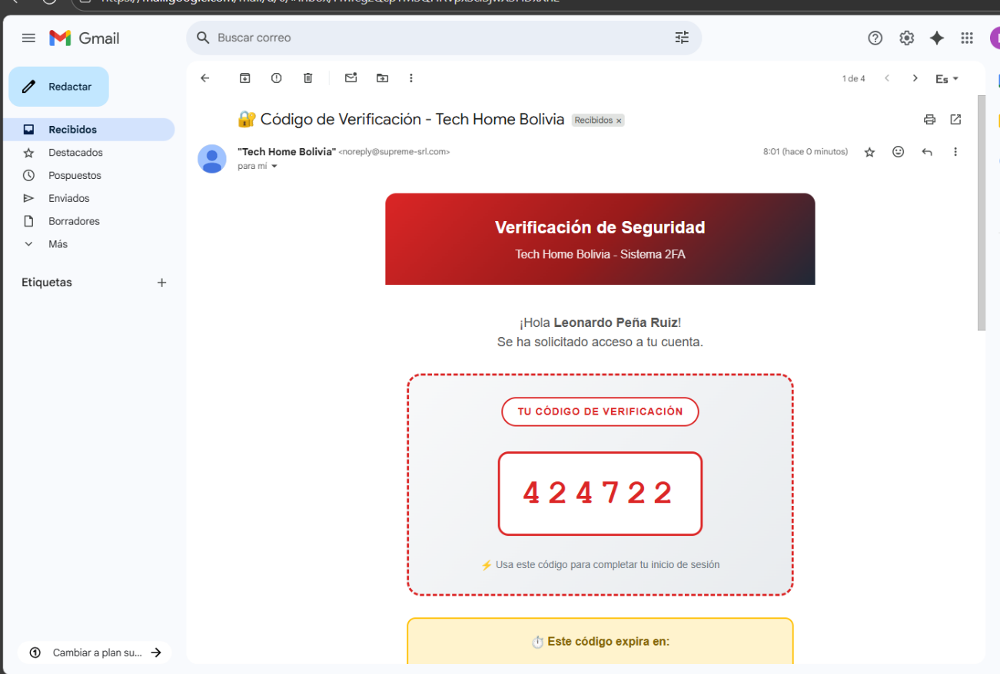 Gmail
Buscar correo
Redactar
1 de 4
Es
Recibidos
Destacados
Pospuestos
Enviados
Borradores
Más
Etiquetas
🔐 Código de Verificación - Tech Home Bolivia Recibidos ×
"Tech Home Bolivia" <noreply@supreme-srl.com>
8:01 (hace 0 minutos)
para mí
Verificación de Seguridad
Tech Home Bolivia - Sistema 2FA
¡Hola Leonardo Peña Ruiz!
Se ha solicitado acceso a tu cuenta.
TU CÓDIGO DE VERIFICACIÓN
424722
⚡ Usa este código para completar tu inicio de sesión
⏱️ Este código expira en:
Cambiar a plan su...